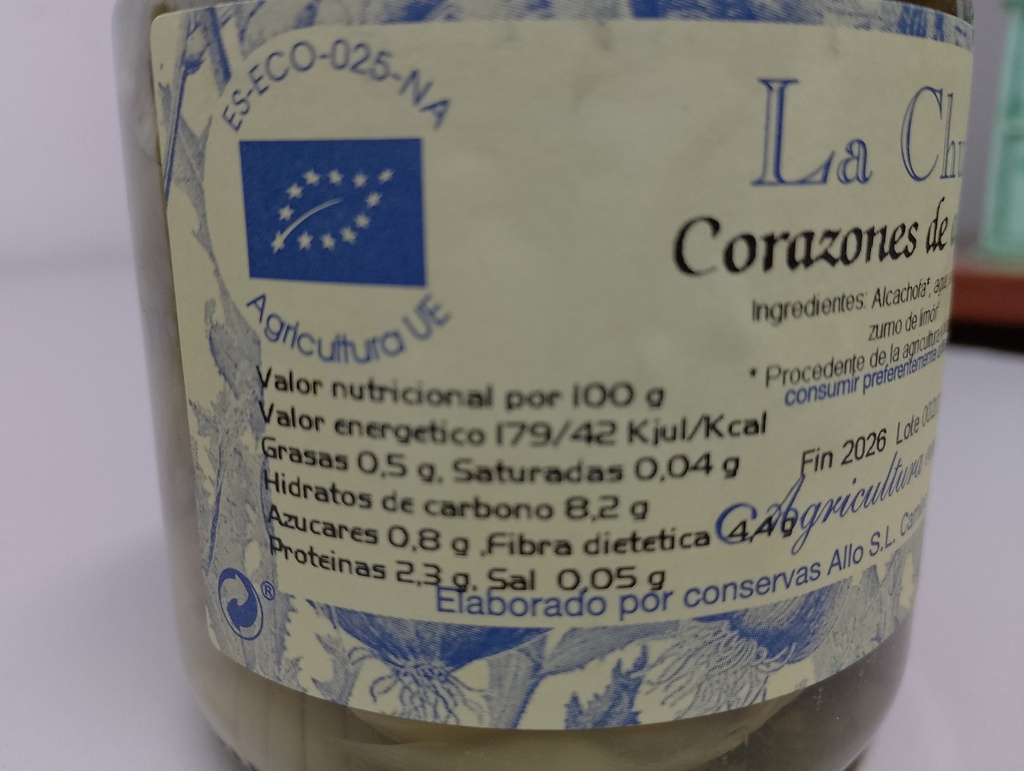 ES-ECO-025-NA
Agricultura UE
La
Corazones de
Ingredientes: Alcachofa*,
zumo de limón*
* Procedente de la agricultura
consumir preferentemente
Fin 2026 Lote
Agricultura
Valor nutricional por 100 g
Valor energetico 179/42 Kjul/Kcal
Grasas 0,5 g, Saturadas 0,04 g
Hidratos de carbono 8,2 g
Azucares 0,8 g ,Fibra dietetica 4,4g
Proteinas 2,3 g, Sal 0,05 g
Elaborado por conservas Allo S.L.
®